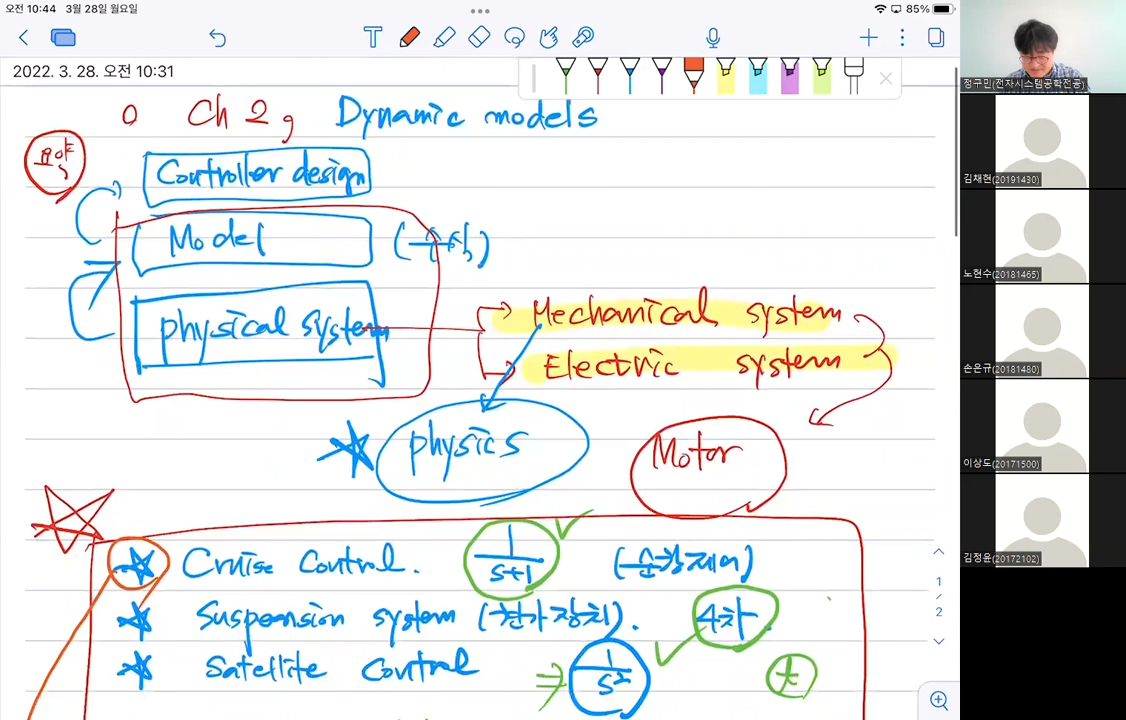 오전 10:44 3월 28일 월요일
85%
2022. 3. 28. 오전 10:31
Ch 2, Dynamic models
요약
Controller design
Model (수식)
physical system
Mechanical system
Electric system
physics
Motor
Cruise Control. 1/(s+1) (순항제어)
Suspension system (현가장치). 4차
Satellite Control ⇒ 1/s²
t
1
2
정구민(전자시스템공학전공)
김채현(20191430)
노현수(20181465)
손은규(20181480)
이상도(20171500)
김정윤(20172102)